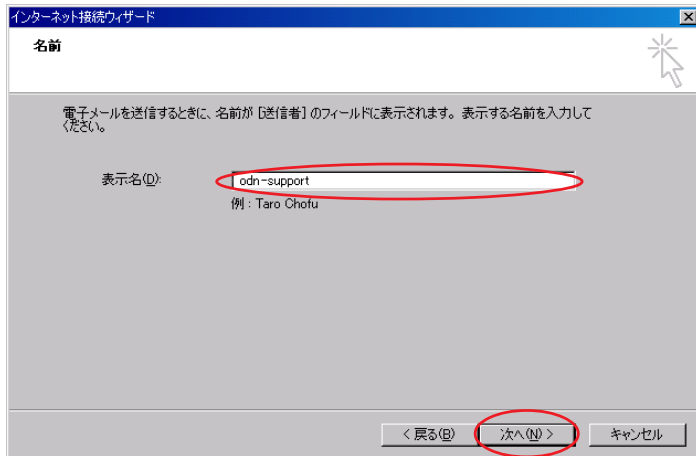 インターネット接続ウィザード
名前
電子メールを送信するときに、名前が [送信者] のフィールドに表示されます。表示する名前を入力して
ください。
表示名(D):
odn-support
例 : Taro Chofu
< 戻る(B)
次へ(N) >
キャンセル